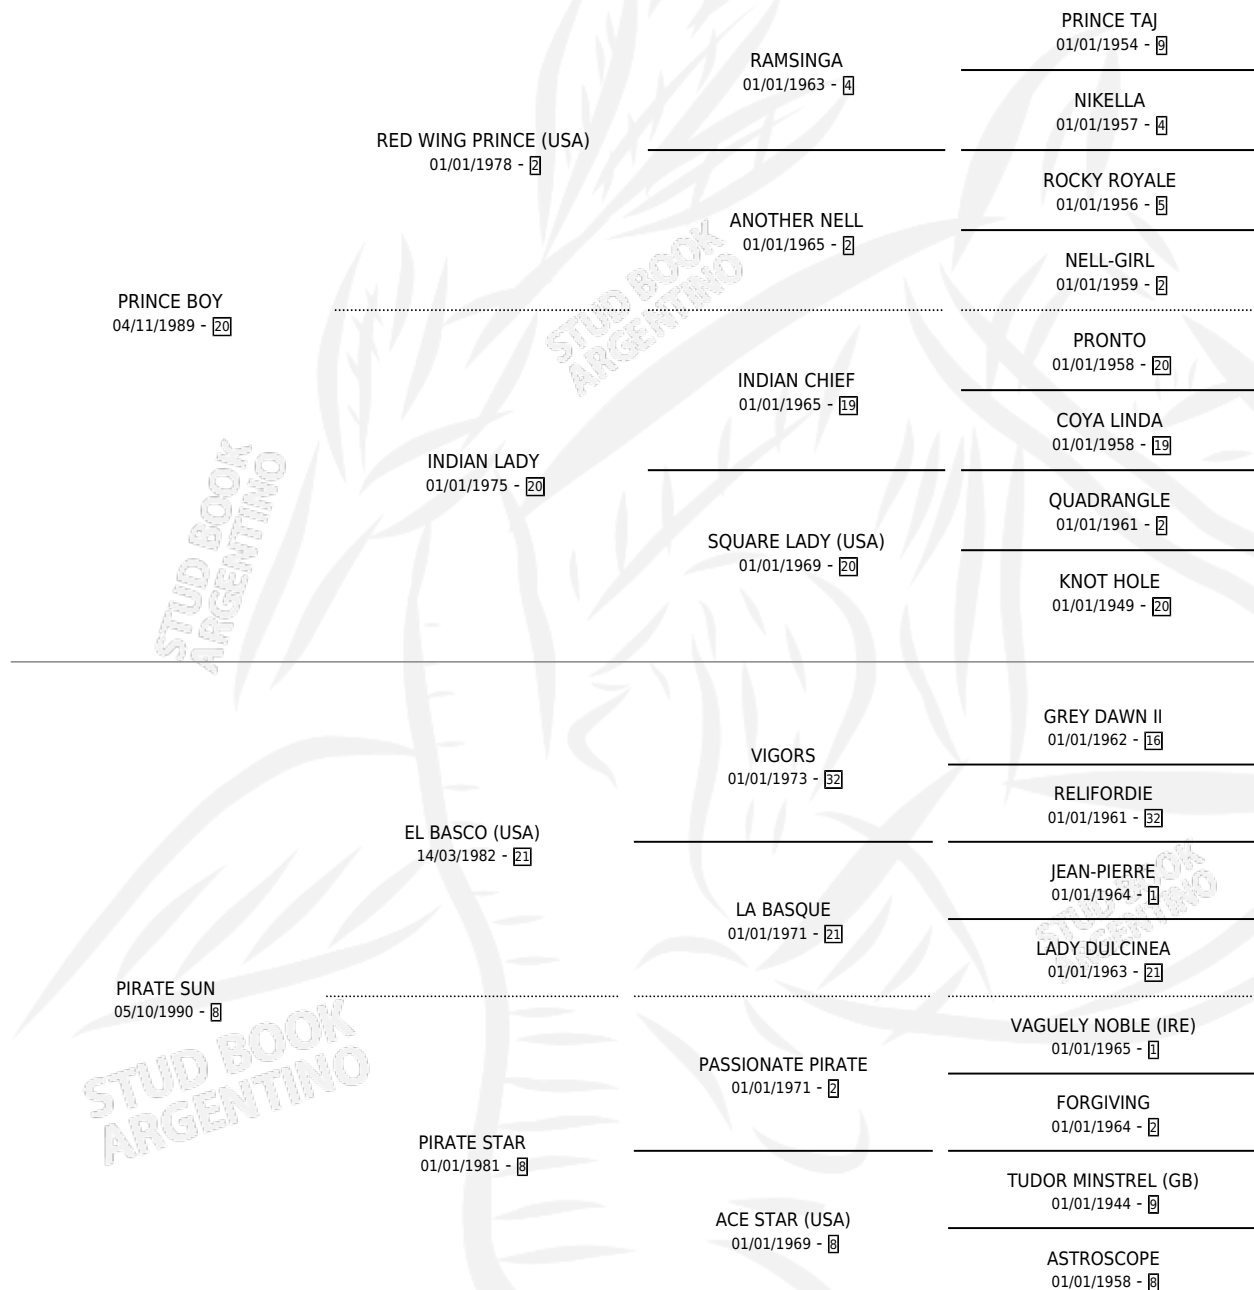 PRINCE TAJ
01/01/1954 - 9
RAMSINGA
01/01/1963 - 4
NIKELLA
01/01/1957 - 4
RED WING PRINCE (USA)
01/01/1978 - 2
ROCKY ROYALE
01/01/1956 - 5
ANOTHER NELL
01/01/1965 - 2
NELL-GIRL
01/01/1959 - 2
PRINCE BOY
04/11/1989 - 20
STUD BOOK
ARGENTINO
PRONTO
01/01/1958 - 20
INDIAN CHIEF
01/01/1965 - 19
COYA LINDA
01/01/1958 - 19
INDIAN LADY
01/01/1975 - 20
QUADRANGLE
01/01/1961 - 2
SQUARE LADY (USA)
01/01/1969 - 20
KNOT HOLE
01/01/1949 - 20
STUD BOOK
ARGENTINO
GREY DAWN II
01/01/1962 - 16
VIGORS
01/01/1973 - 32
RELIFORDIE
01/01/1961 - 32
EL BASCO (USA)
14/03/1982 - 21
JEAN-PIERRE
01/01/1964 - 1
LA BASQUE
01/01/1971 - 21
LADY DULCINEA
01/01/1963 - 21
STUD BOOK
ARGENTINO
PIRATE SUN
05/10/1990 - 8
VAGUELY NOBLE (IRE)
01/01/1965 - 1
PASSIONATE PIRATE
01/01/1971 - 2
FORGIVING
01/01/1964 - 2
STUD BOOK
ARGENTINO
PIRATE STAR
01/01/1981 - 8
TUDOR MINSTREL (GB)
01/01/1944 - 9
ACE STAR (USA)
01/01/1969 - 8
ASTROSCOPE
01/01/1958 - 8